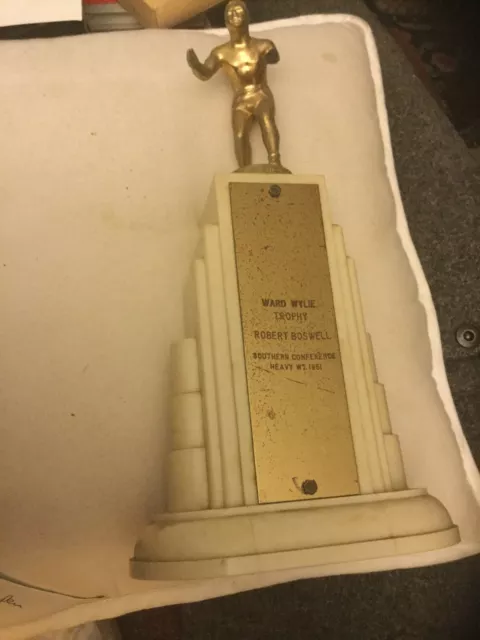 WARD WYLIE
TROPHY
ROBERT BOSWELL
SOUTHERN CONFERENCE
HEAVY WT. 1951